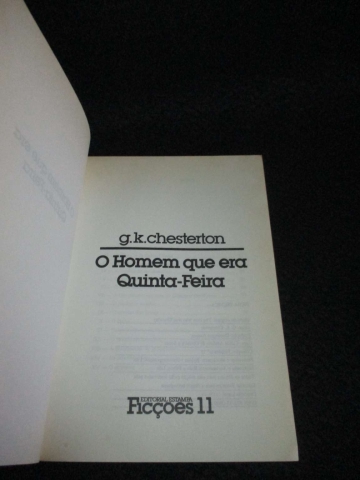 g.k.chesterton
O Homem que era
Quinta-Feira
EDITORIAL ESTAMPA
Ficções 11